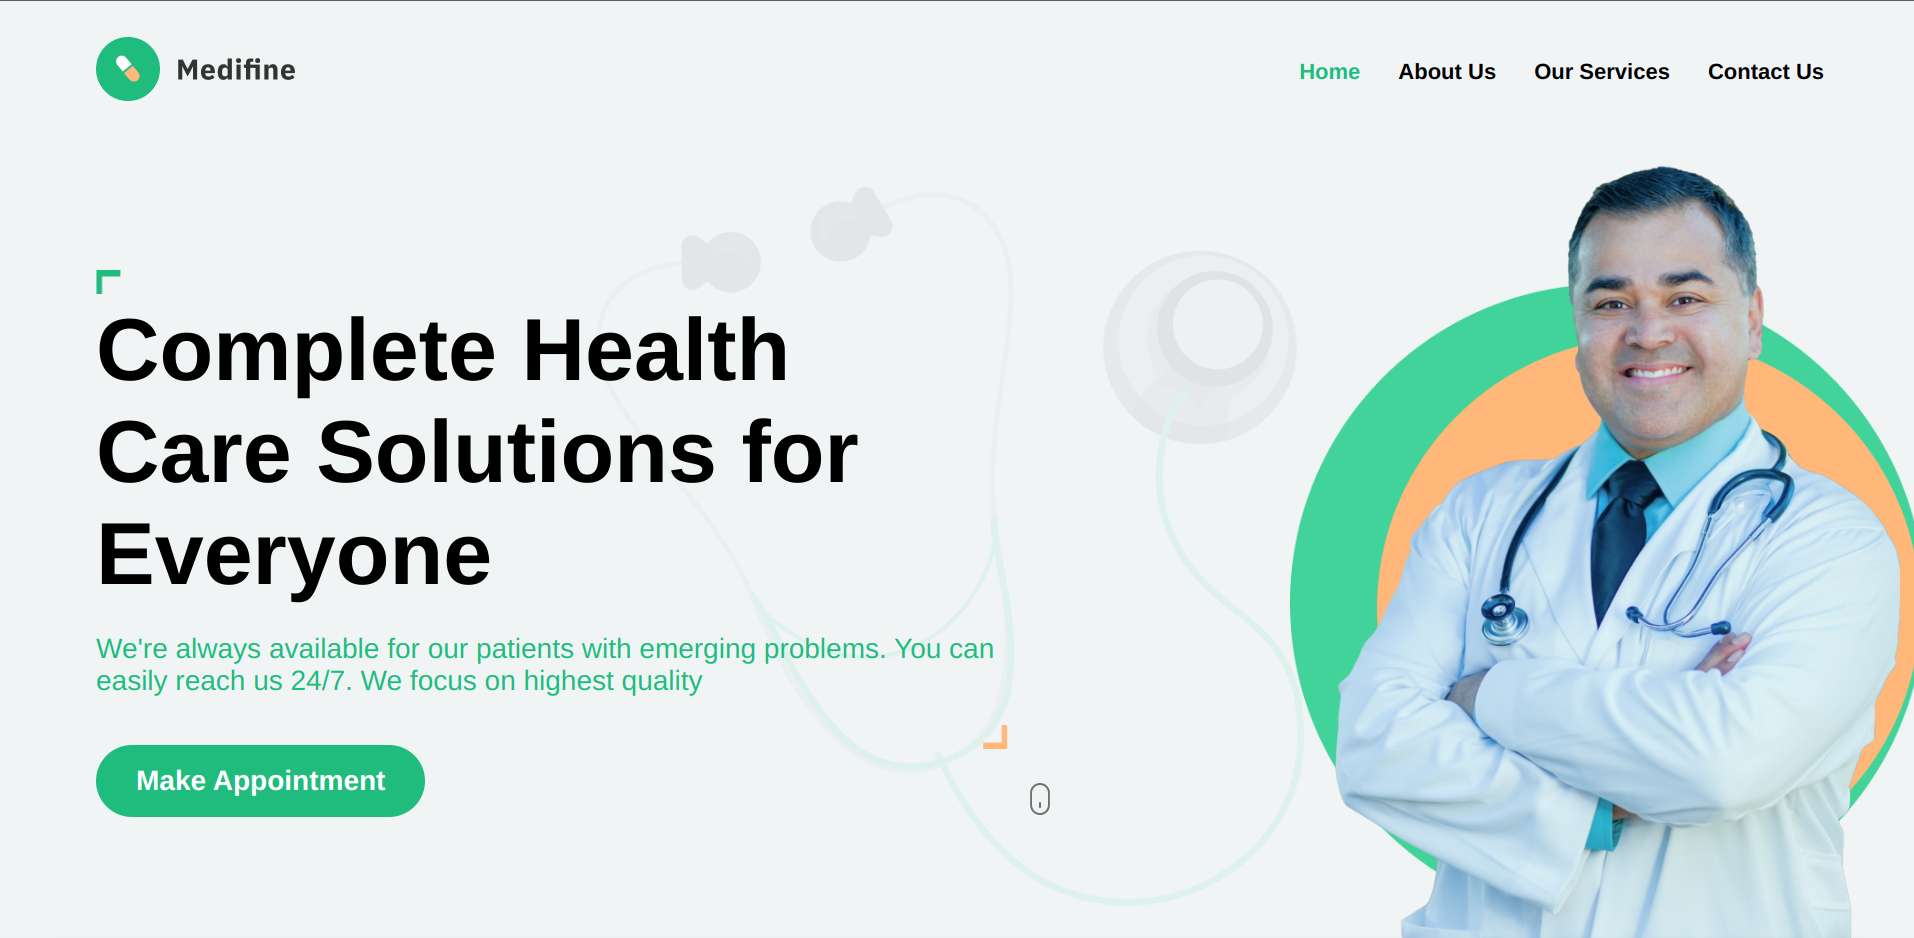 Medifine
Home About Us Our Services Contact Us
Complete Health
Care Solutions for
Everyone
We're always available for our patients with emerging problems. You can
easily reach us 24/7. We focus on highest quality
Make Appointment